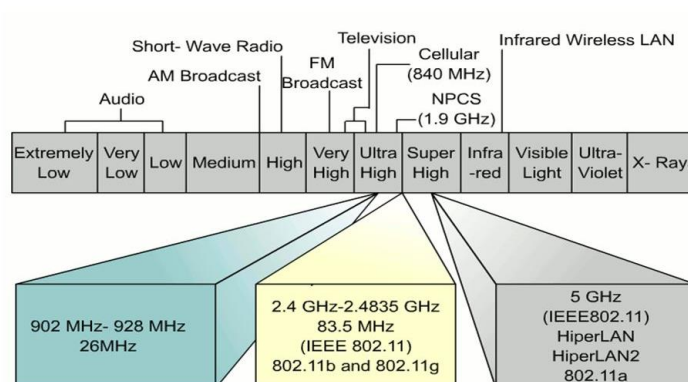 Short- Wave Radio
AM Broadcast
Audio
FM
Broadcast
Television
Cellular
(840 MHz)
NPCS
(1.9 GHz)
Infrared Wireless LAN
Extremely
Low
Very
Low
Low
Medium
High
Very
High
Ultra
High
Super
High
Infra
-red
Visible
Light
Ultra-
Violet
X- Ray
902 MHz- 928 MHz
26MHz
2.4 GHz-2.4835 GHz
83.5 MHz
(IEEE 802.11)
802.11b and 802.11g
5 GHz
(IEEE802.11)
HiperLAN
HiperLAN2
802.11a